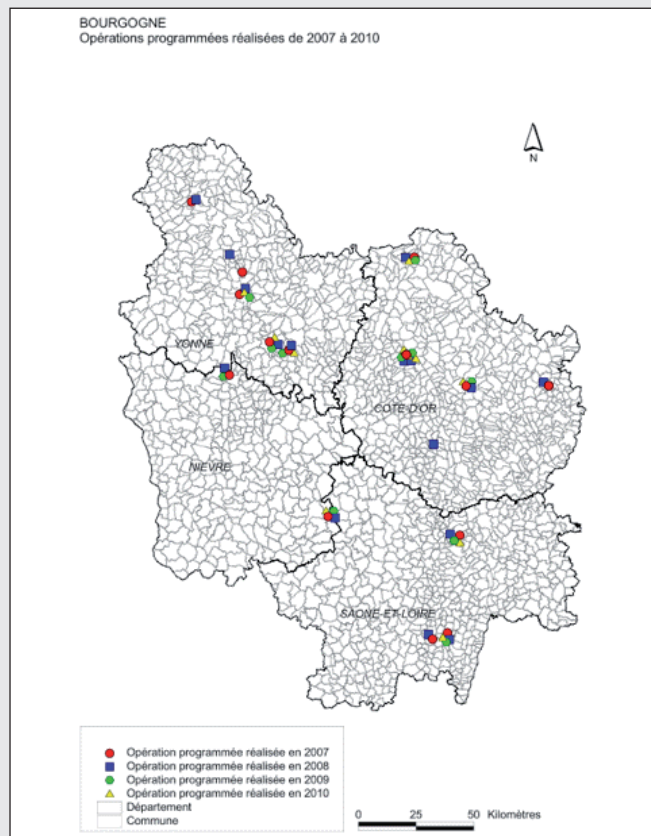 BOURGOGNE
Opérations programmées réalisées de 2007 à 2010
N
YONNE
COTE-D'OR
NIEVRE
SAONE-ET-LOIRE
Opération programmée réalisée en 2007
Opération programmée réalisée en 2008
Opération programmée réalisée en 2009
Opération programmée réalisée en 2010
Département
Commune
0 25 50 Kilomètres